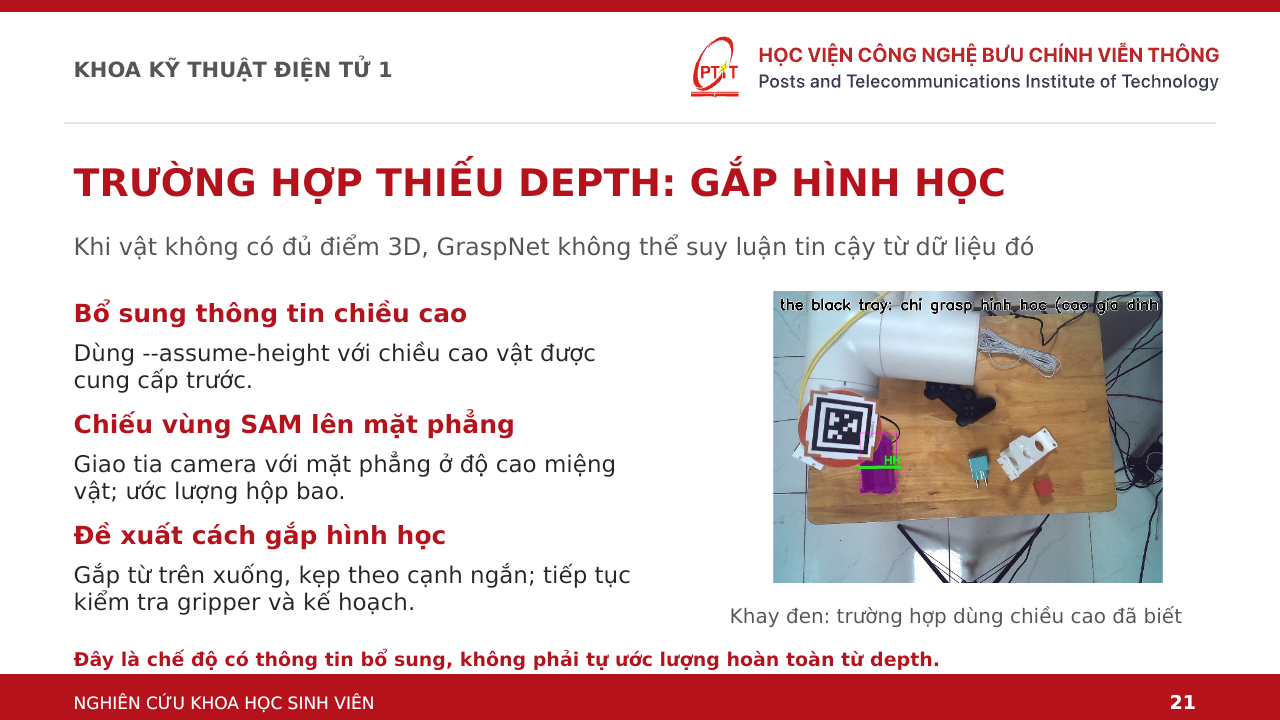 KHOA KỸ THUẬT ĐIỆN TỬ 1
PTIT
HỌC VIỆN CÔNG NGHỆ BƯU CHÍNH VIỄN THÔNG
Posts and Telecommunications Institute of Technology
TRƯỜNG HỢP THIẾU DEPTH: GẮP HÌNH HỌC
Khi vật không có đủ điểm 3D, GraspNet không thể suy luận tin cậy từ dữ liệu đó
Bổ sung thông tin chiều cao
Dùng --assume-height với chiều cao vật được
cung cấp trước.
Chiếu vùng SAM lên mặt phẳng
Giao tia camera với mặt phẳng ở độ cao miệng
vật; ước lượng hộp bao.
Đề xuất cách gắp hình học
Gắp từ trên xuống, kẹp theo cạnh ngắn; tiếp tục
kiểm tra gripper và kế hoạch.
the black tray: chi grasp hinh hoc (cao gia dinh
Khay đen: trường hợp dùng chiều cao đã biết
Đây là chế độ có thông tin bổ sung, không phải tự ước lượng hoàn toàn từ depth.
NGHIÊN CỨU KHOA HỌC SINH VIÊN
21